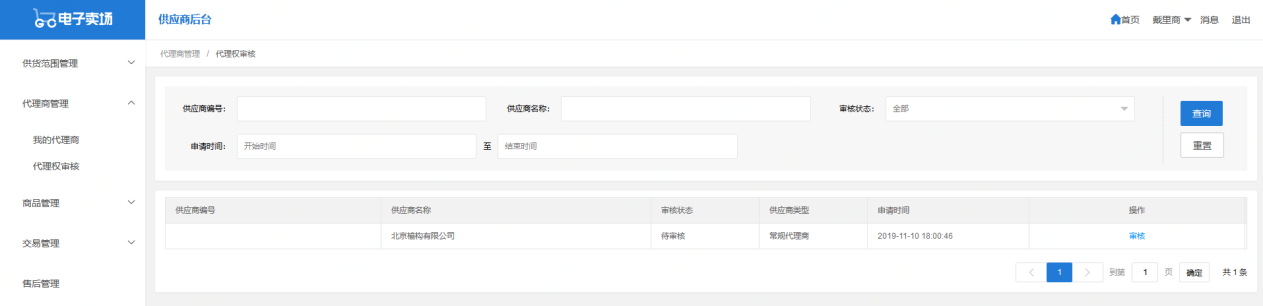 电子卖场 供应商后台 首页 戴里商 消息 退出
供货范围管理
代理商管理
我的代理商
代理权审核
商品管理
交易管理
售后管理
代理商管理 / 代理权审核
供应商编号: 供应商名称: 审核状态: 全部 查询
申请时间: 开始时间 至 结束时间 重置
供应商编号 供应商名称 审核状态 供应商类型 申请时间 操作
北京榆构有限公司 待审核 常规代理商 2019-11-10 18:00:46 审核
1 到第 1 页 确定 共 1 条